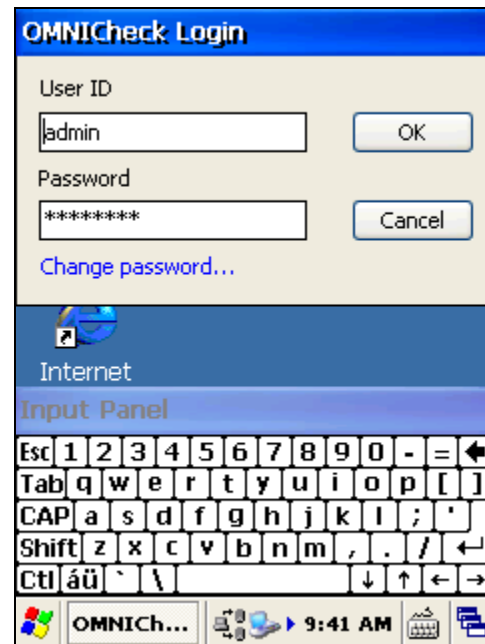 OMNICheck Login
User ID
admin
OK
Password
********
Cancel
Change password...
Internet
Input Panel
Esc 1 2 3 4 5 6 7 8 9 0 - =
Tab q w e r t y u i o p [ ]
CAP a s d f g h j k l ; '
Shift z x c v b n m , . /
Ctl áü ` \ ↓ ↑ ← →
OMNICh... 9:41 AM